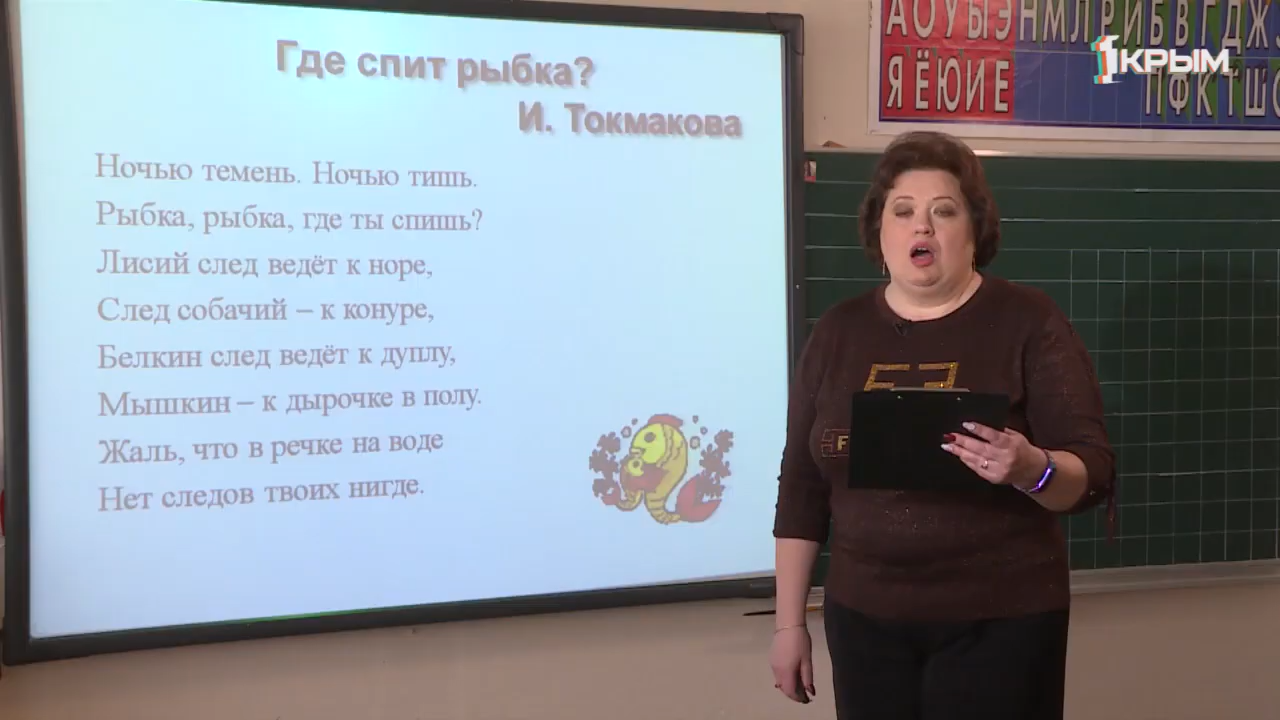 Где спит рыбка?
И. Токмакова
Ночью темень. Ночью тишь.
Рыбка, рыбка, где ты спишь?
Лисий след ведёт к норе,
След собачий – к конуре,
Белкин след ведёт к дуплу,
Мышкин – к дырочке в полу.
Жаль, что в речке на воде
Нет следов твоих нигде.
АОУЫЭНМЛРЙБВГДЖ
ЯЁЮИЕ ПФКТШС
1КРЫМ